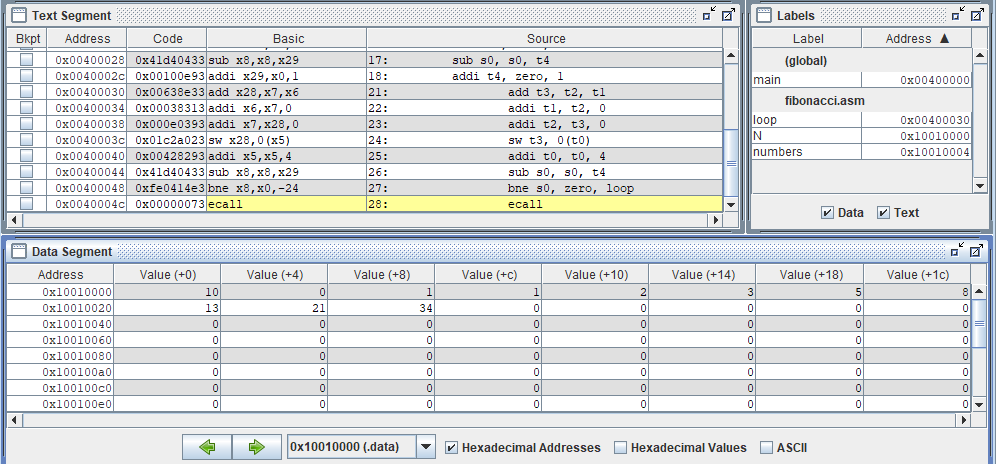 Text Segment
Bkpt Address Code Basic Source
0x00400028 0x41d40433 sub x8,x8,x29 17: sub s0, s0, t4
0x0040002c 0x00100e93 addi x29,x0,1 18: addi t4, zero, 1
0x00400030 0x00638e33 add x28,x7,x6 21: add t3, t2, t1
0x00400034 0x00038313 addi x6,x7,0 22: addi t1, t2, 0
0x00400038 0x000e0393 addi x7,x28,0 23: addi t2, t3, 0
0x0040003c 0x01c2a023 sw x28,0(x5) 24: sw t3, 0(t0)
0x00400040 0x00428293 addi x5,x5,4 25: addi t0, t0, 4
0x00400044 0x41d40433 sub x8,x8,x29 26: sub s0, s0, t4
0x00400048 0xfe0414e3 bne x8,x0,-24 27: bne s0, zero, loop
0x0040004c 0x00000073 ecall 28: ecall
Labels
Label Address ▲
(global)
main 0x00400000
fibonacci.asm
loop 0x00400030
N 0x10010000
numbers 0x10010004
Data Text
Data Segment
Address Value (+0) Value (+4) Value (+8) Value (+c) Value (+10) Value (+14) Value (+18) Value (+1c)
0x10010000 10 0 1 1 2 3 5 8
0x10010020 13 21 34 0 0 0 0 0
0x10010040 0 0 0 0 0 0 0 0
0x10010060 0 0 0 0 0 0 0 0
0x10010080 0 0 0 0 0 0 0 0
0x100100a0 0 0 0 0 0 0 0 0
0x100100c0 0 0 0 0 0 0 0 0
0x100100e0 0 0 0 0 0 0 0 0
0x10010000 (.data) Hexadecimal Addresses Hexadecimal Values ASCII